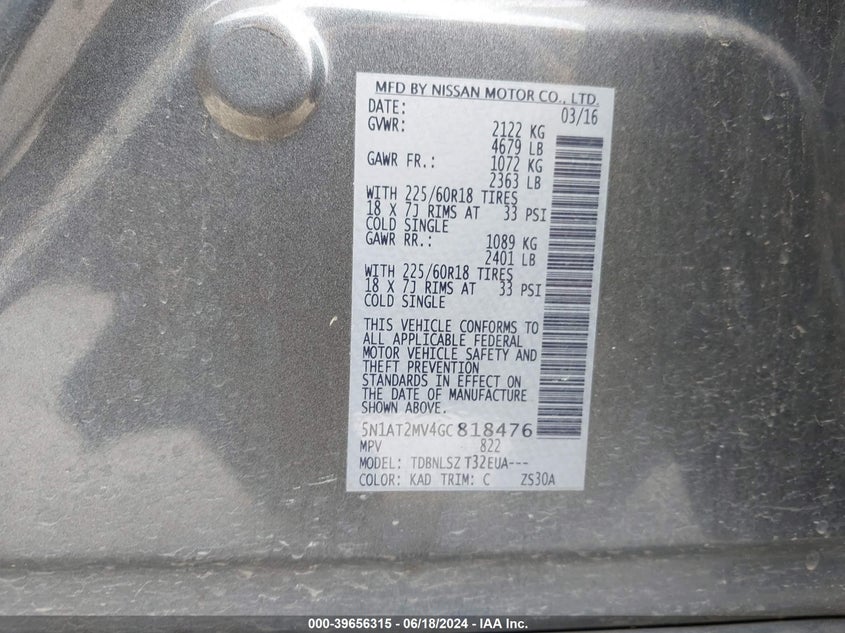 MFD BY NISSAN MOTOR CO., LTD.
DATE: 03/16
GVWR: 2122 KG
4679 LB
GAWR FR.: 1072 KG
2363 LB
WITH 225/60R18 TIRES
18 X 7J RIMS AT 33 PSI
COLD SINGLE
GAWR RR.: 1089 KG
2401 LB
WITH 225/60R18 TIRES
18 X 7J RIMS AT 33 PSI
COLD SINGLE
THIS VEHICLE CONFORMS TO
ALL APPLICABLE FEDERAL
MOTOR VEHICLE SAFETY AND
THEFT PREVENTION
STANDARDS IN EFFECT ON
THE DATE OF MANUFACTURE
SHOWN ABOVE.
5N1AT2MV4GC818476
MPV 822
MODEL: TDBNLSZ T32EUA---
COLOR: KAD TRIM: C ZS30A
000-39656315 - 06/18/2024 - IAA Inc.